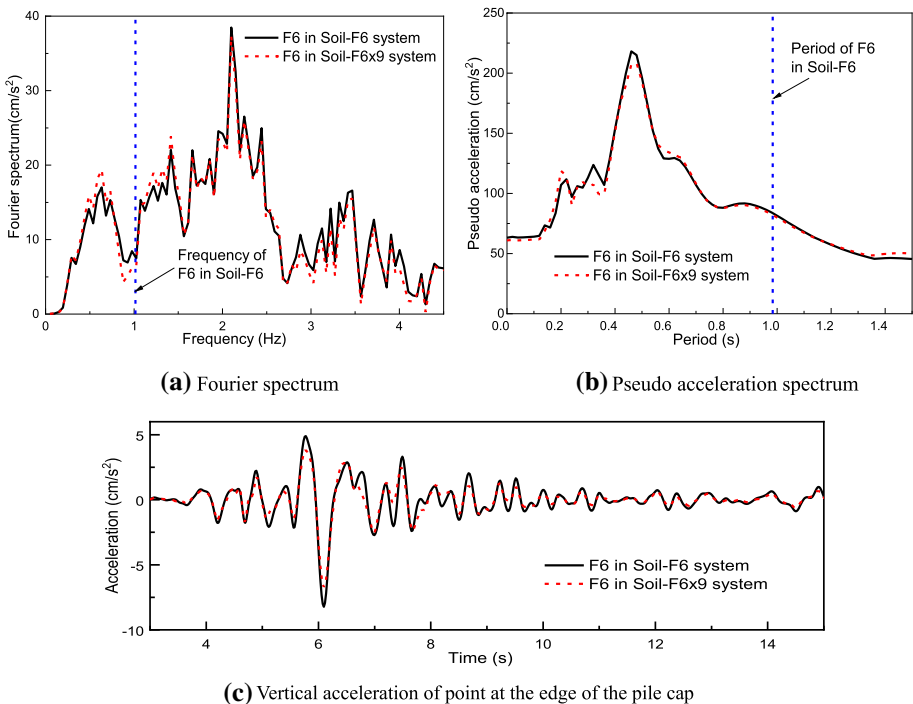 40
30
20
10
0
Fourier spectrum(cm/s²)
F6 in Soil-F6 system
F6 in Soil-F6x9 system
Frequency of
F6 in Soil-F6
0 1 2 3 4
Frequency (Hz)
(a) Fourier spectrum
250
200
150
100
50
0
Pseudo acceleration (cm/s²)
Period of F6
in Soil-F6
F6 in Soil-F6 system
F6 in Soil-F6x9 system
0.0 0.2 0.4 0.6 0.8 1.0 1.2 1.4
Period (s)
(b) Pseudo acceleration spectrum
5
0
-5
-10
Acceleration (cm/s²)
F6 in Soil-F6 system
F6 in Soil-F6x9 system
4 6 8 10 12 14
Time (s)
(c) Vertical acceleration of point at the edge of the pile cap